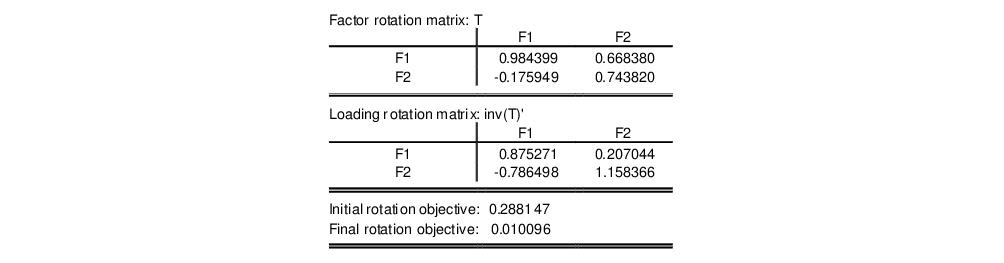 Factor rotation matrix: T
F1 F2
F1 0.984399 0.668380
F2 -0.175949 0.743820
Loading rotation matrix: inv(T)'
F1 F2
F1 0.875271 0.207044
F2 -0.786498 1.158366
Initial rotation objective: 0.288147
Final rotation objective: 0.010096